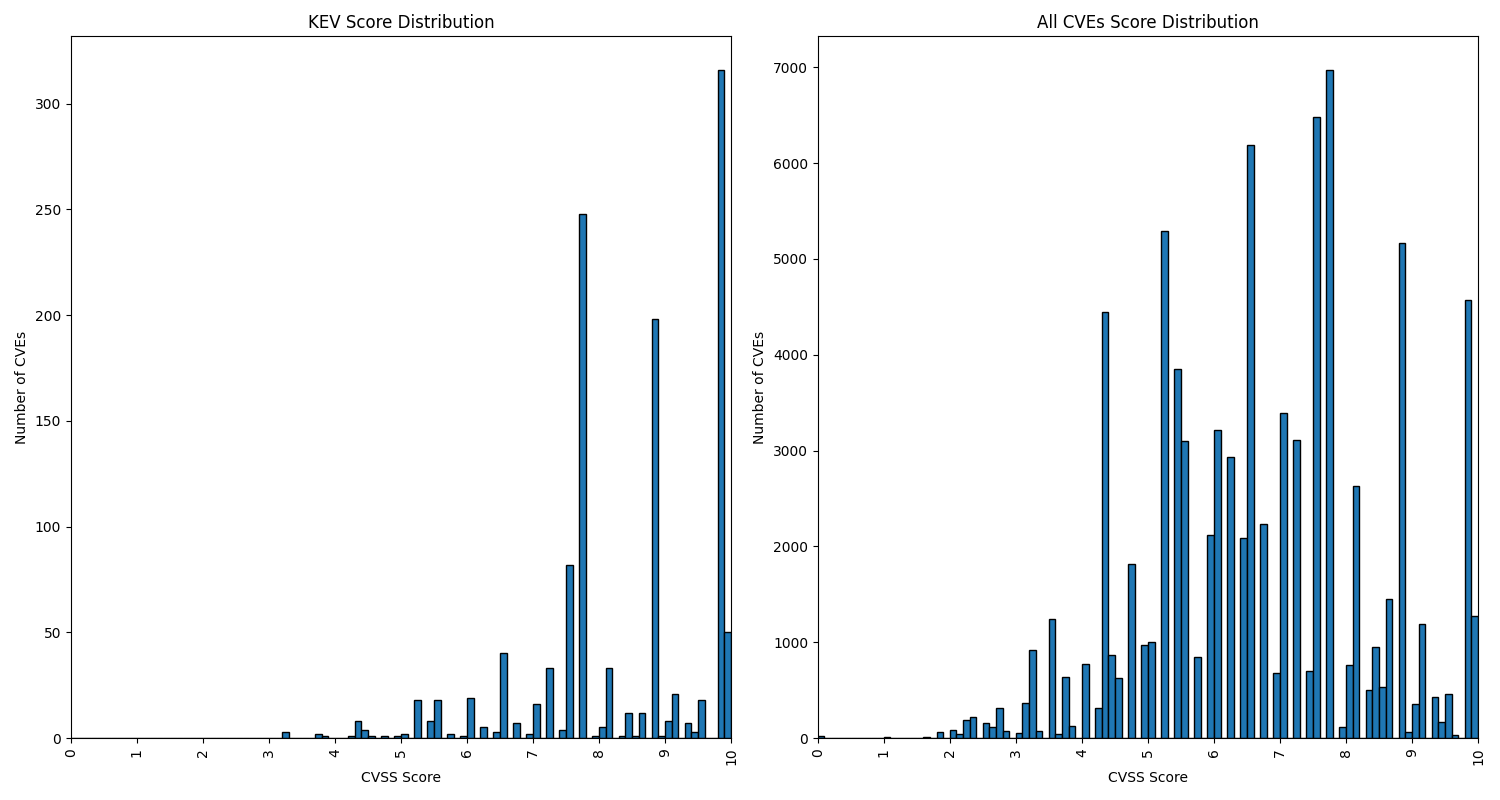 KEV Score Distribution
Number of CVEs
300
250
200
150
100
50
0
0 1 2 3 4 5 6 7 8 9 10
CVSS Score
All CVEs Score Distribution
Number of CVEs
7000
6000
5000
4000
3000
2000
1000
0
0 1 2 3 4 5 6 7 8 9 10
CVSS Score